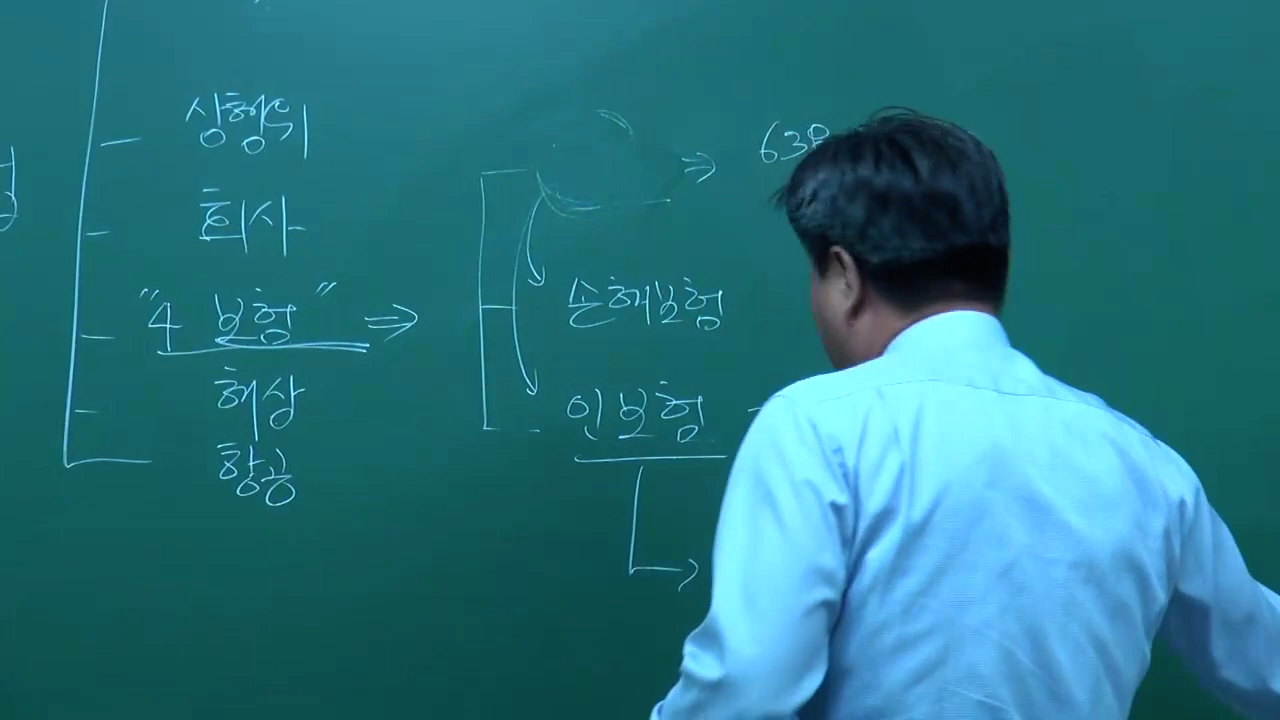 상행위
회사
"4 보험" ⇒
해상
항공
⇒ 638
손해보험
인보험